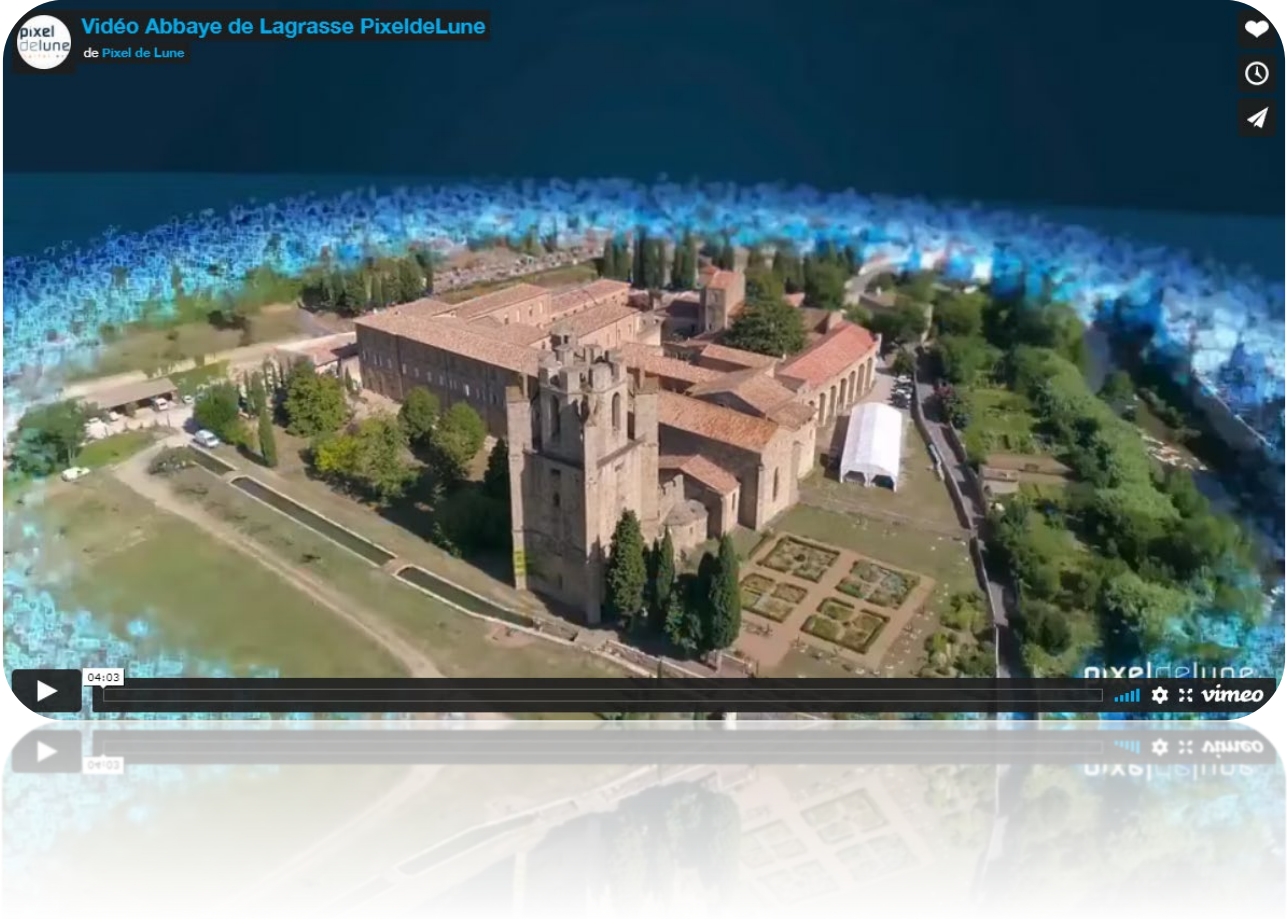 pixel
delune
Vidéo Abbaye de Lagrasse PixeldeLune
de Pixel de Lune
pixeldelune
04:03
vimeo